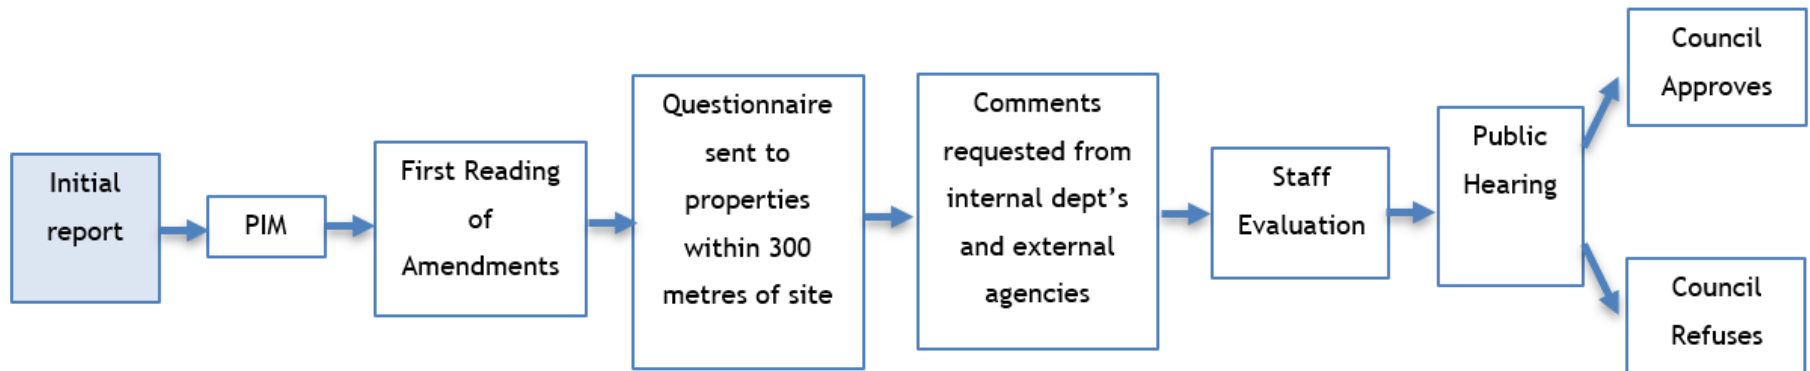 Initial
report
PIM
First Reading
of
Amendments
Questionnaire
sent to
properties
within 300
metres of site
Comments
requested from
internal dept’s
and external
agencies
Staff
Evaluation
Public
Hearing
Council
Approves
Council
Refuses